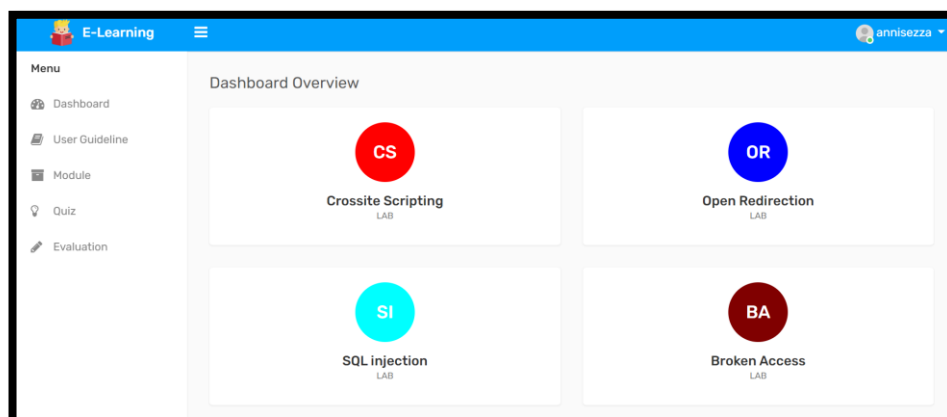 E-Learning
annisezza
Menu
Dashboard
User Guideline
Module
Quiz
Evaluation
Dashboard Overview
CS
Crossite Scripting
LAB
OR
Open Redirection
LAB
SI
SQL injection
LAB
BA
Broken Access
LAB